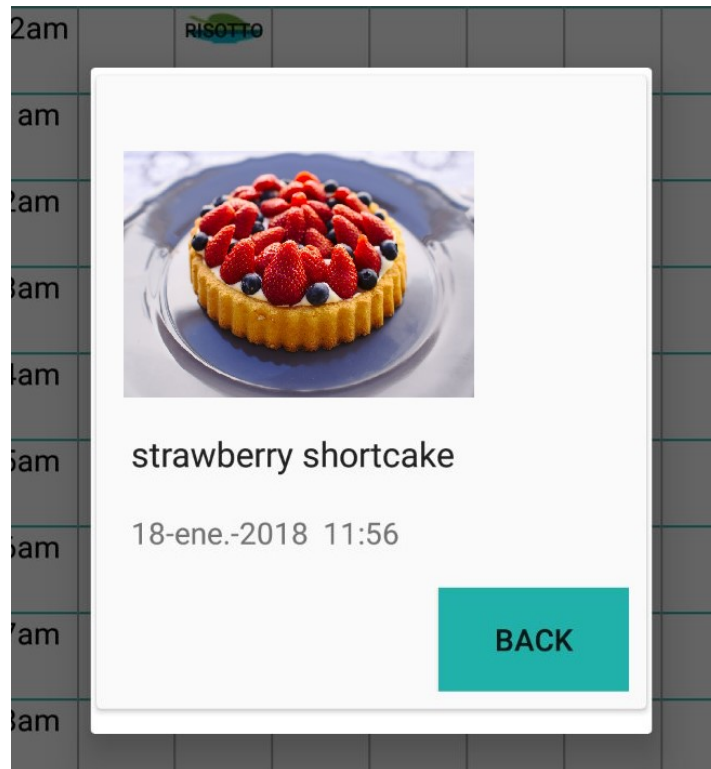 2am
RISOTTO
am
2am
3am
4am
5am
6am
7am
8am
strawberry shortcake
18-ene.-2018 11:56
BACK